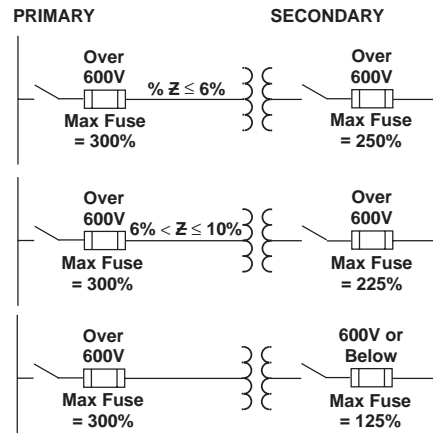 PRIMARY
SECONDARY
Over
600V
% Z ≤ 6%
Max Fuse
= 300%
Over
600V
Max Fuse
= 250%
Over
600V
6% < Z ≤ 10%
Max Fuse
= 300%
Over
600V
Max Fuse
= 225%
Over
600V
Max Fuse
= 300%
600V or
Below
Max Fuse
= 125%